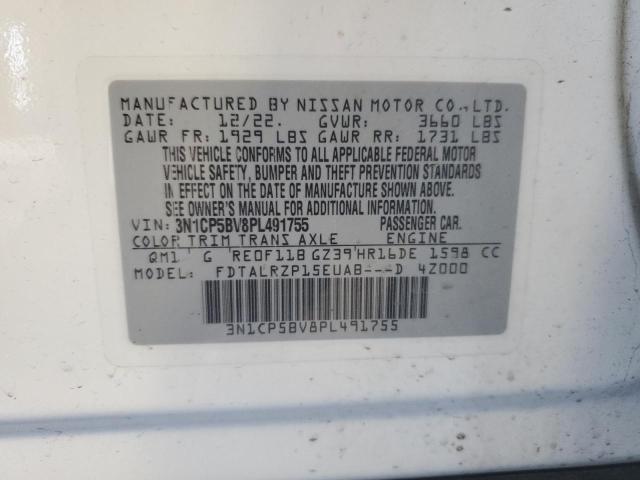 MANUFACTURED BY NISSAN MOTOR CO., LTD.
DATE: 12/22. GVWR: 3660 LBS
GAWR FR: 1929 LBS GAWR RR: 1731 LBS
THIS VEHICLE CONFORMS TO ALL APPLICABLE FEDERAL MOTOR
VEHICLE SAFETY, BUMPER AND THEFT PREVENTION STANDARDS
IN EFFECT ON THE DATE OF MANUFACTURE SHOWN ABOVE.
SEE OWNER'S MANUAL FOR ADDITIONAL INFORMATION.
VIN: 3N1CP5BV8PL491755 PASSENGER CAR.
COLOR TRIM TRANS AXLE ENGINE
QM1 G RE0F11B GZ39 HR16DE 1598 CC
MODEL: FDTALRZP15EUAB---D 4Z000
3N1CP5BV8PL491755